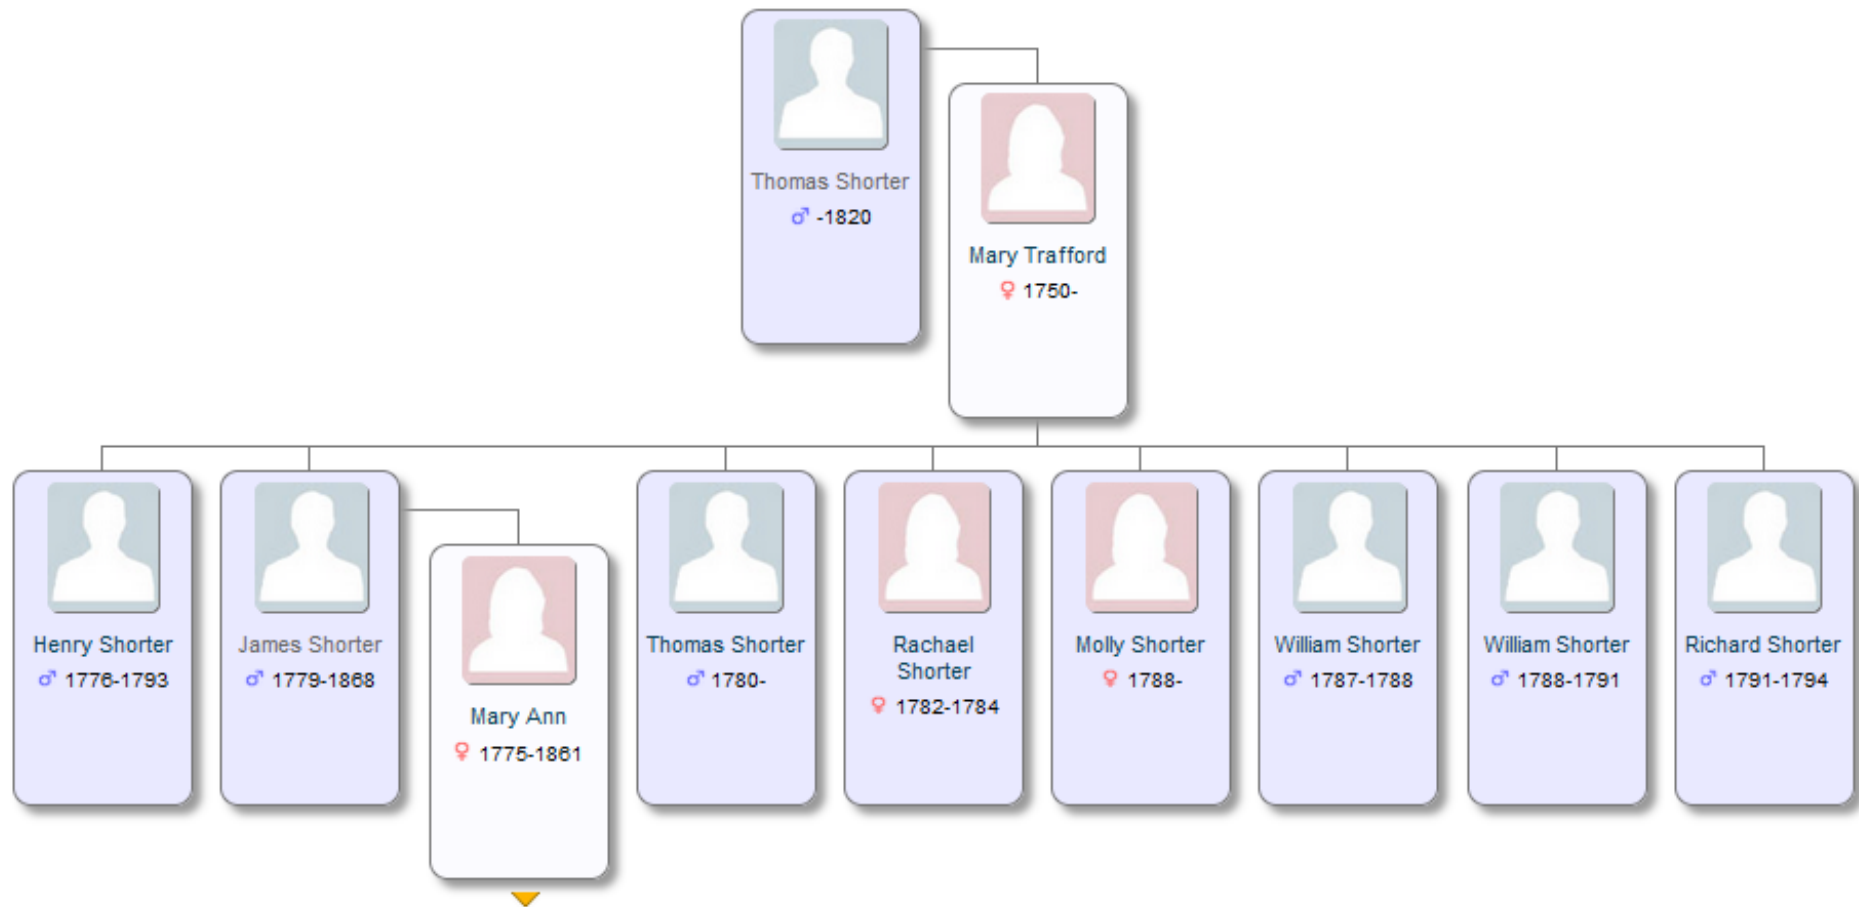 Thomas Shorter
♂ -1820
Mary Trafford
♀ 1750-
Henry Shorter
♂ 1776-1793
James Shorter
♂ 1779-1868
Mary Ann
♀ 1775-1861
Thomas Shorter
♂ 1780-
Rachael
Shorter
♀ 1782-1784
Molly Shorter
♀ 1788-
William Shorter
♂ 1787-1788
William Shorter
♂ 1788-1791
Richard Shorter
♂ 1791-1794